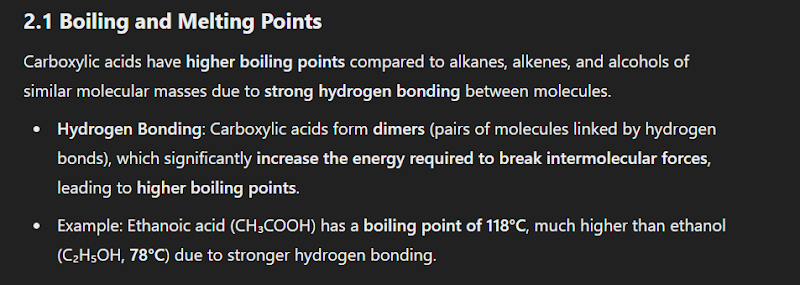 2.1 Boiling and Melting Points
Carboxylic acids have higher boiling points compared to alkanes, alkenes, and alcohols of
similar molecular masses due to strong hydrogen bonding between molecules.
• Hydrogen Bonding: Carboxylic acids form dimers (pairs of molecules linked by hydrogen
bonds), which significantly increase the energy required to break intermolecular forces,
leading to higher boiling points.
• Example: Ethanoic acid (CH₃COOH) has a boiling point of 118°C, much higher than ethanol
(C₂H₅OH, 78°C) due to stronger hydrogen bonding.